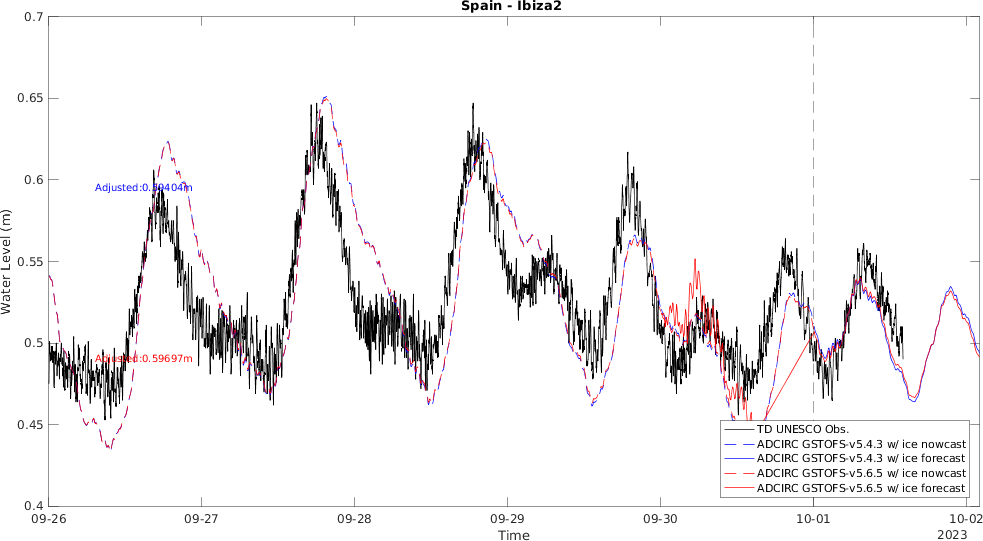 Spain - Ibiza2
0.7
0.65
0.6
0.55
0.5
0.45
0.4
Water Level (m)
Adjusted:0.59404m
Adjusted:0.59697m
TD UNESCO Obs.
ADCIRC GSTOFS-v5.4.3 w/ ice nowcast
ADCIRC GSTOFS-v5.4.3 w/ ice forecast
ADCIRC GSTOFS-v5.6.5 w/ ice nowcast
ADCIRC GSTOFS-v5.6.5 w/ ice forecast
09-26 09-27 09-28 09-29 09-30 10-01 10-02
Time
2023